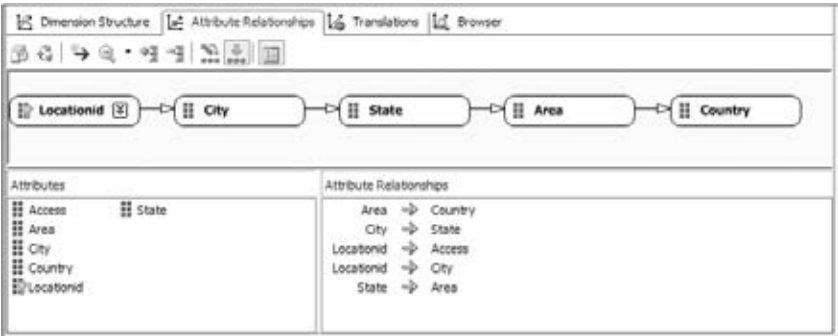 Dimension Structure Attribute Relationships Translations Browser
Locationid City State Area Country
Attributes Attribute Relationships
Access State
Area
City
Country
Locationid
Area Country
City State
Locationid Access
Locationid City
State Area